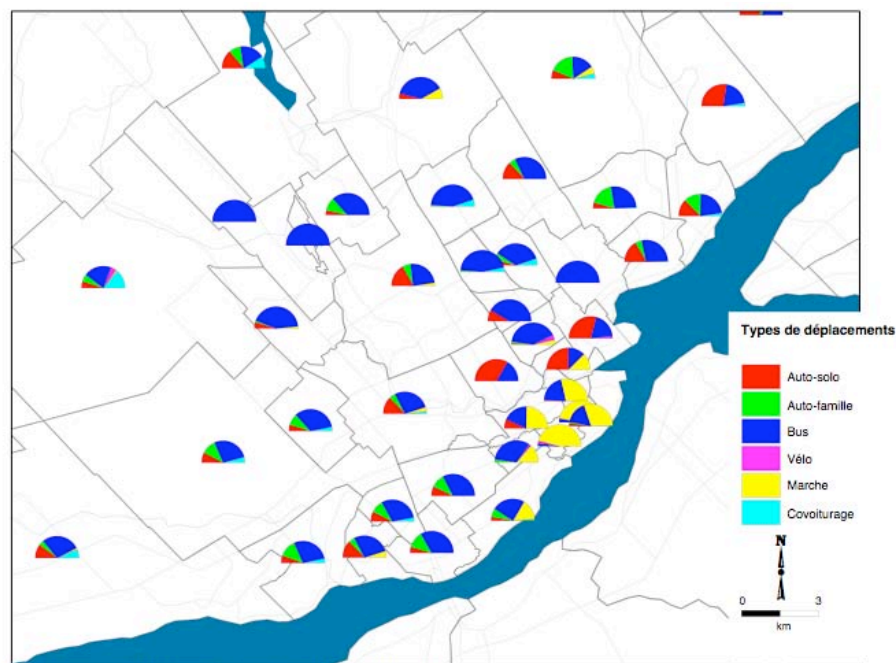 Types de déplacements
Auto-solo
Auto-famille
Bus
Vélo
Marche
Covoiturage
N
0 3
km